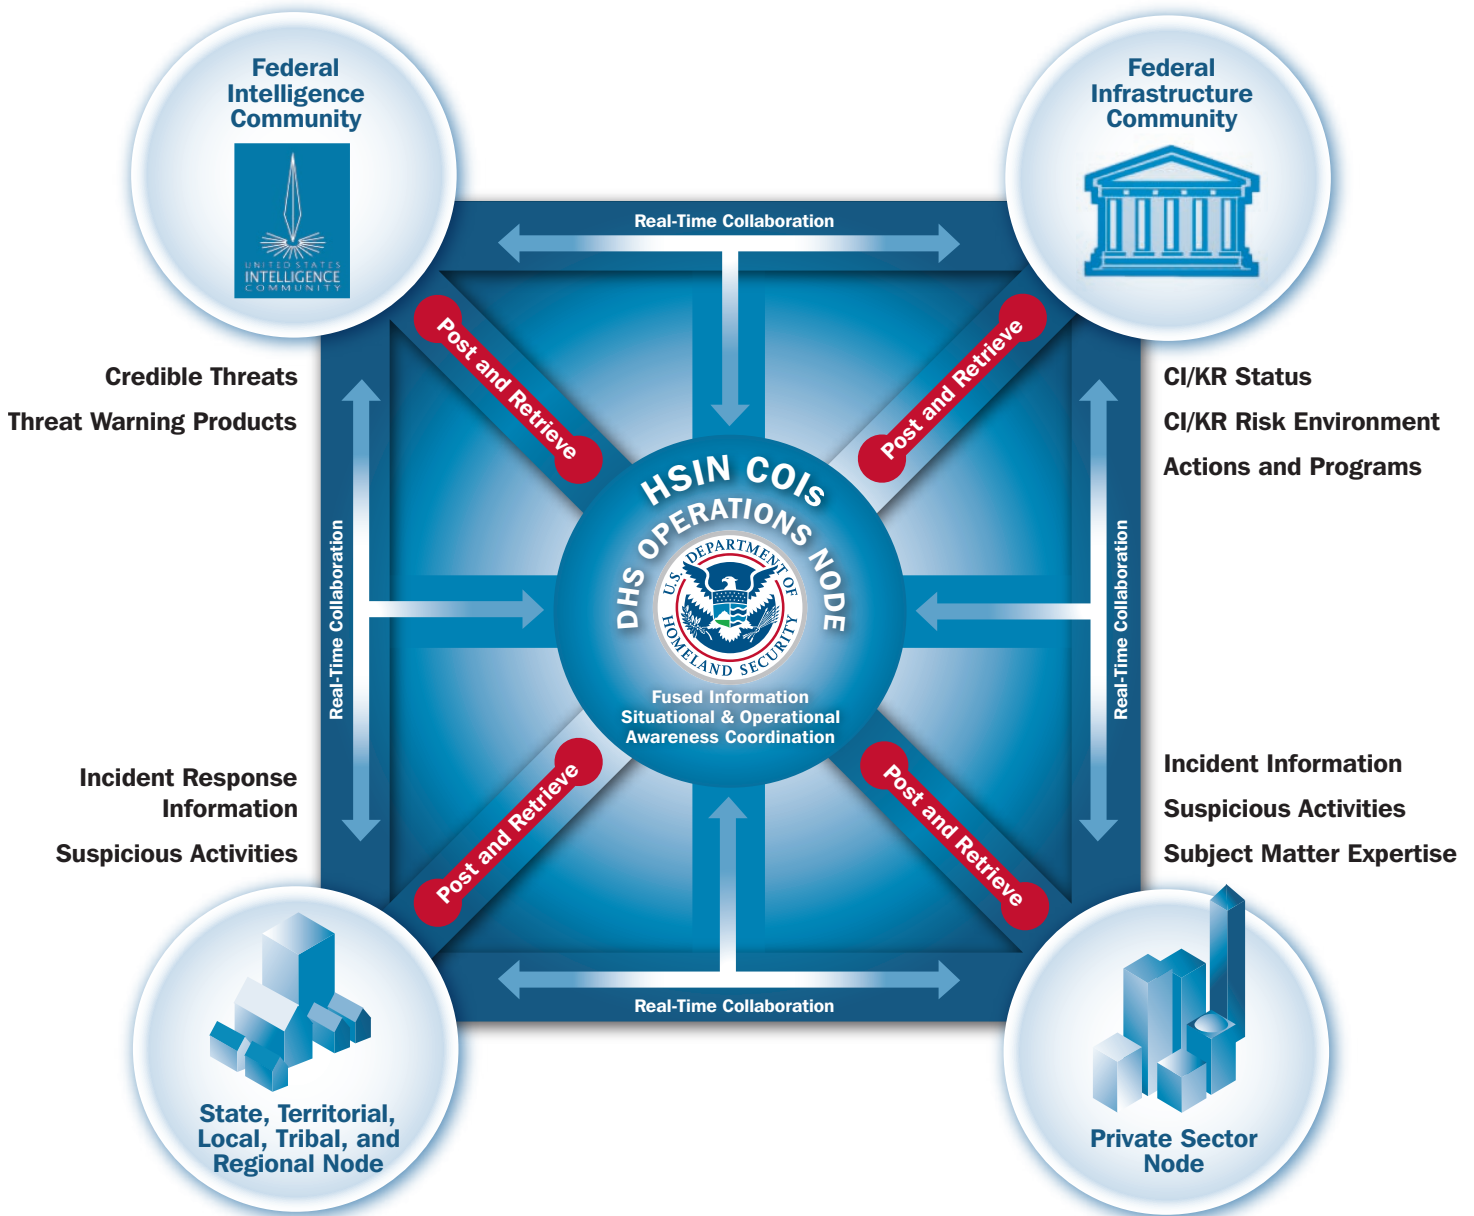 Federal
Intelligence
Community
UNITED STATES
INTELLIGENCE
COMMUNITY
Federal
Infrastructure
Community
Real-Time Collaboration
Post and Retrieve
Post and Retrieve
Credible Threats
Threat Warning Products
CI/KR Status
CI/KR Risk Environment
Actions and Programs
Real-Time Collaboration
Real-Time Collaboration
HSIN COIs
DHS OPERATIONS NODE
U.S. DEPARTMENT OF
HOMELAND SECURITY
Fused Information
Situational & Operational
Awareness Coordination
Incident Response
Information
Suspicious Activities
Incident Information
Suspicious Activities
Subject Matter Expertise
Post and Retrieve
Post and Retrieve
Real-Time Collaboration
State, Territorial,
Local, Tribal, and
Regional Node
Private Sector
Node